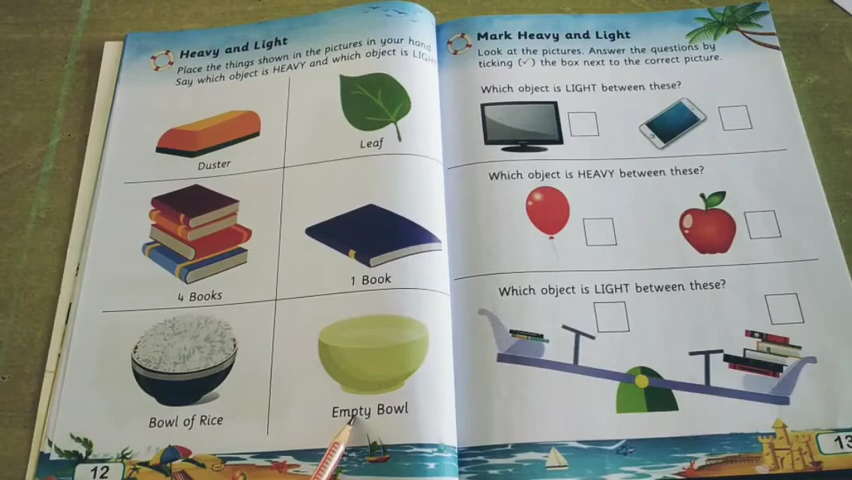 Heavy and Light
Place the things shown in the pictures in your hand
Say which object is HEAVY and which object is LIGHT
Duster
Leaf
4 Books
1 Book
Bowl of Rice
Empty Bowl
12
Mark Heavy and Light
Look at the pictures. Answer the questions by
ticking (✓) the box next to the correct picture.
Which object is LIGHT between these?
Which object is HEAVY between these?
Which object is LIGHT between these?
13